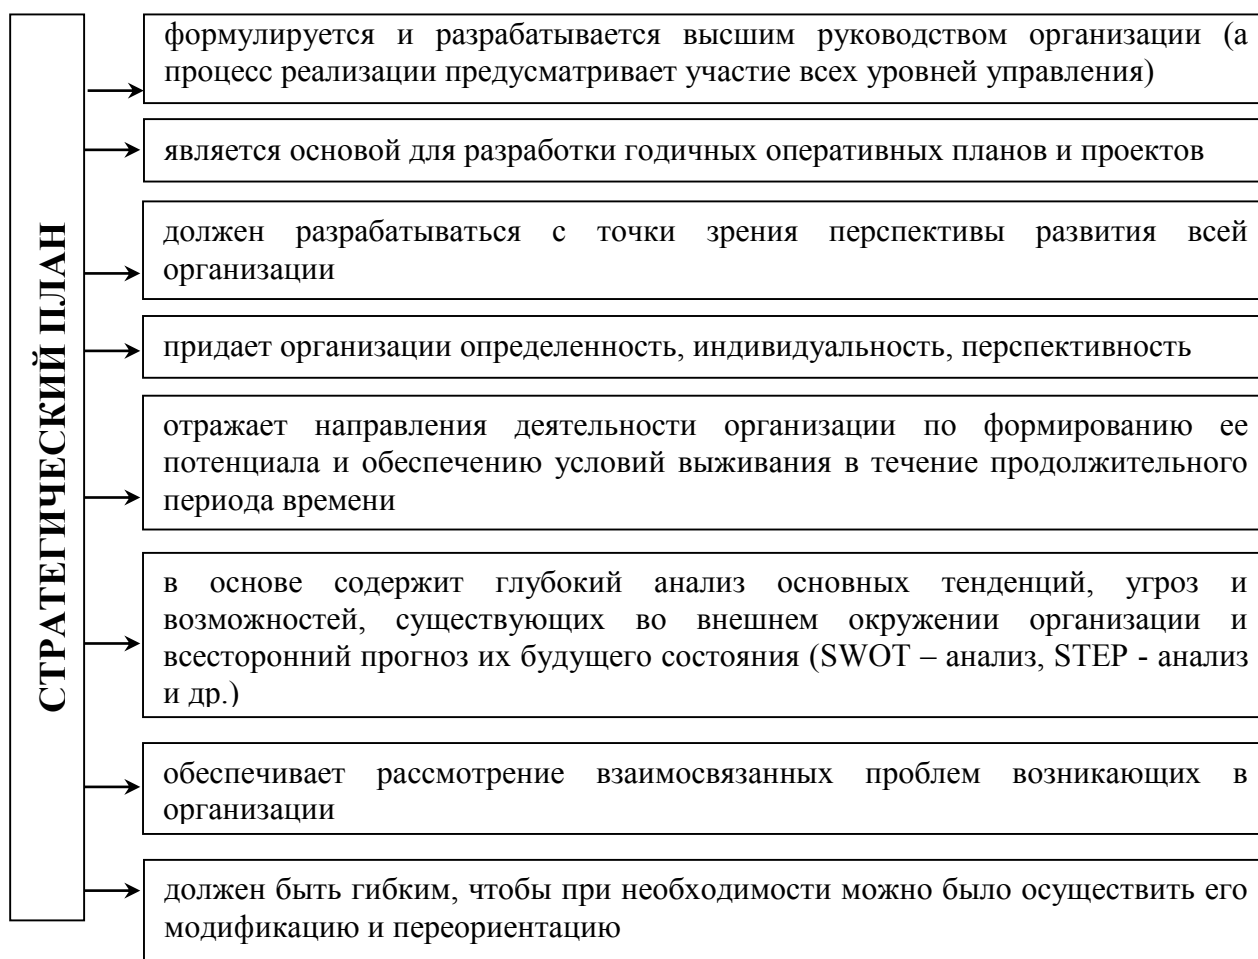 СТРАТЕГИЧЕСКИЙ ПЛАН
формулируется и разрабатывается высшим руководством организации (а
процесс реализации предусматривает участие всех уровней управления)
является основой для разработки годичных оперативных планов и проектов
должен разрабатываться с точки зрения перспективы развития всей
организации
придает организации определенность, индивидуальность, перспективность
отражает направления деятельности организации по формированию ее
потенциала и обеспечению условий выживания в течение продолжительного
периода времени
в основе содержит глубокий анализ основных тенденций, угроз и
возможностей, существующих во внешнем окружении организации и
всесторонний прогноз их будущего состояния (SWOT – анализ, STEP - анализ
и др.)
обеспечивает рассмотрение взаимосвязанных проблем возникающих в
организации
должен быть гибким, чтобы при необходимости можно было осуществить его
модификацию и переориентацию